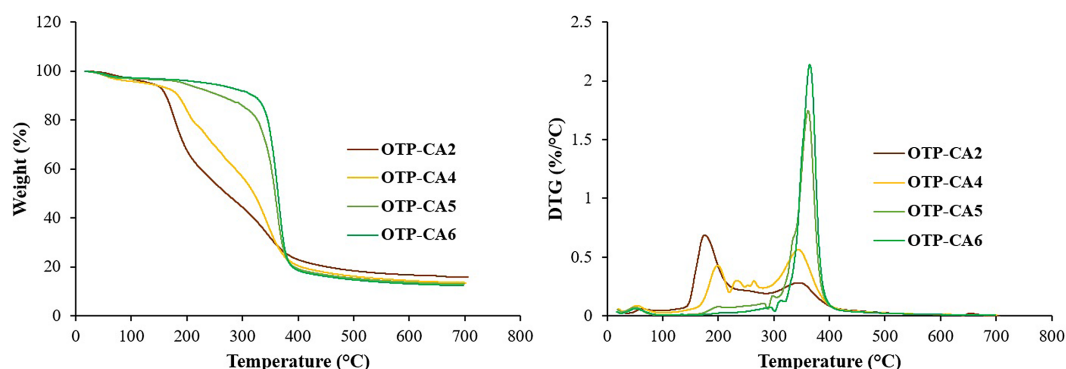 120
100
80
60
40
20
0
0 100 200 300 400 500 600 700 800
Weight (%)
Temperature (°C)
OTP-CA2
OTP-CA4
OTP-CA5
OTP-CA6
2.5
2
1.5
1
0.5
0
0 100 200 300 400 500 600 700 800
DTG (%/°C)
Temperature (°C)
OTP-CA2
OTP-CA4
OTP-CA5
OTP-CA6